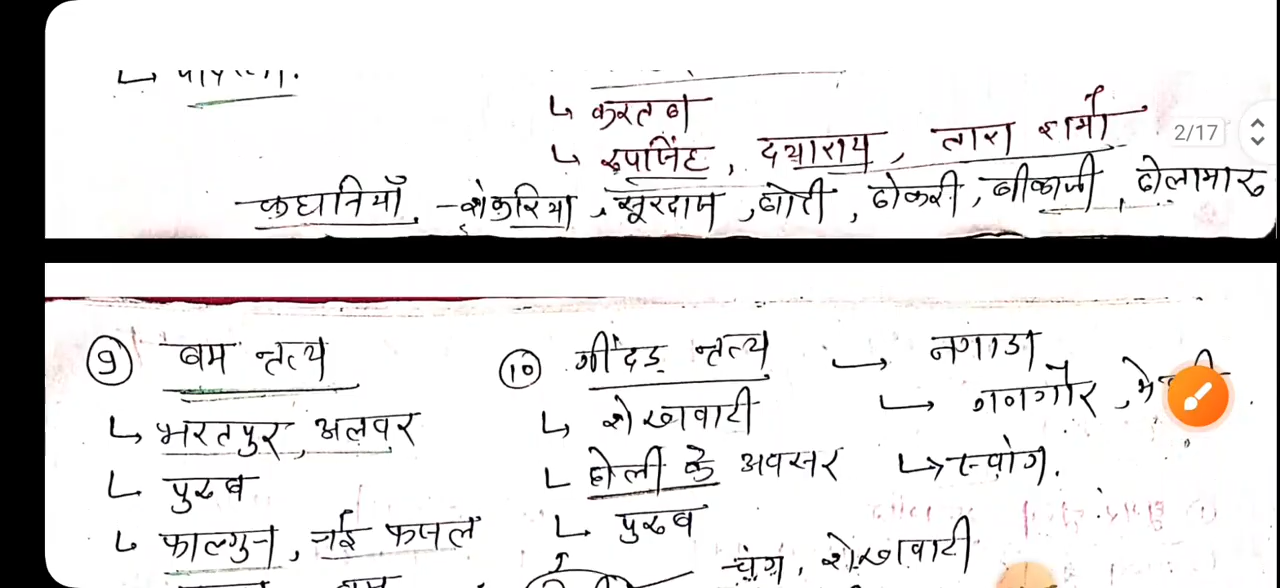 ↳ करतब
↳ रूपसिंह, दयाराम, तारा शर्मा
2/17
कहानियाँ - शंकरिया, सूरदास, बोरी, ढोकरी, बीकाजी, ढोलामारू
⑨ बम नृत्य
↳ भरतपुर, अलवर
↳ पुरुष
↳ फाल्गुन, नई फसल
⑩ गींदड़ नृत्य
↳ शेखावाटी
↳ होली के अवसर
↳ पुरुष
→ नगाडा
↳ गणगौर,
↳ स्वांग.
चंग, शेखावाटी